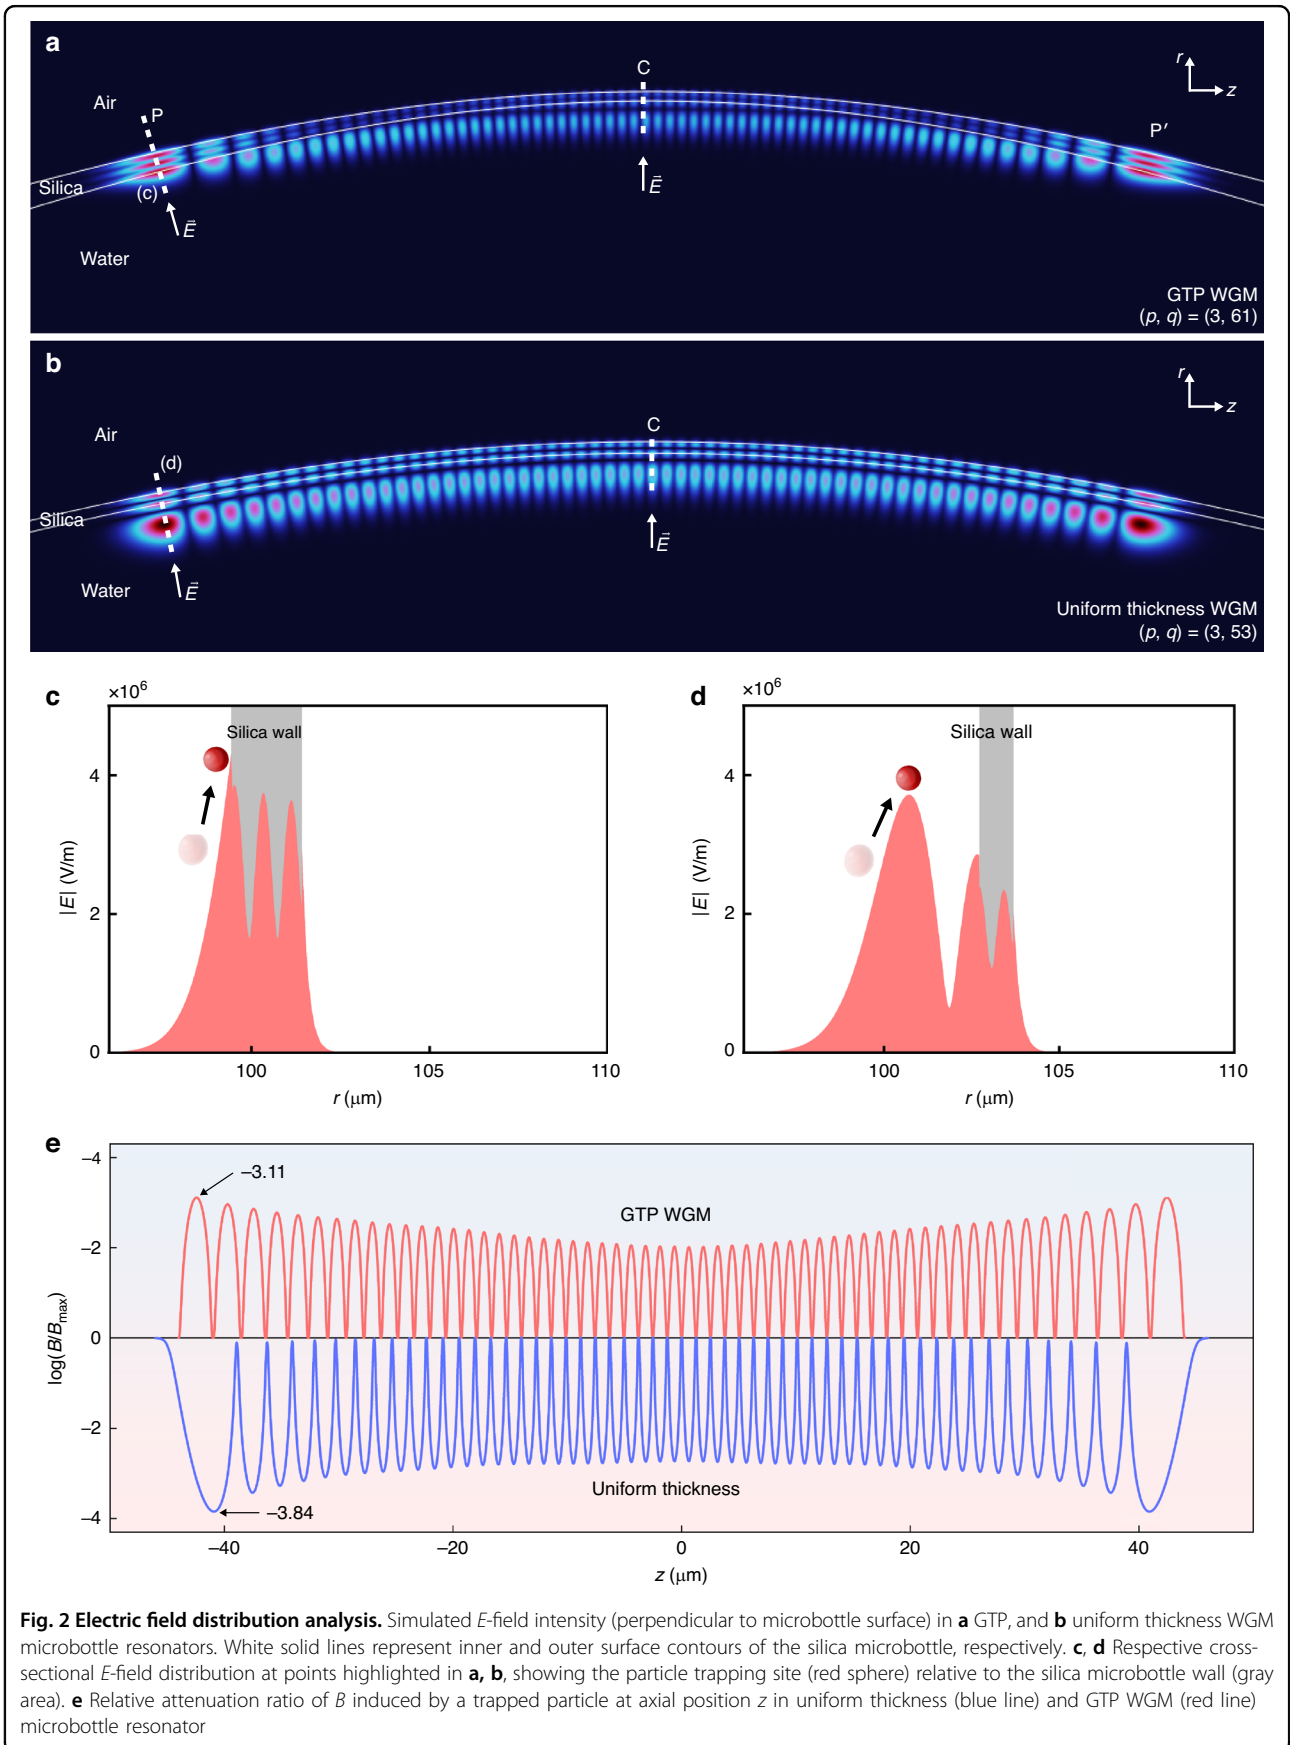 a
C
r
z
Air
P
P′
Silica
(c)
E⃗
E⃗
Water
GTP WGM
(p, q) = (3, 61)
b
r
z
C
Air
(d)
Silica
E⃗
E⃗
Water
Uniform thickness WGM
(p, q) = (3, 53)
c
×10⁶
Silica wall
4
2
0
|E| (V/m)
100 105 110
r (μm)
d
×10⁶
Silica wall
4
2
0
|E| (V/m)
100 105 110
r (μm)
e
–4
–3.11
GTP WGM
–2
0
log(B/Bmax)
–2
Uniform thickness
–3.84
–4
–40 –20 0 20 40
z (μm)
Fig. 2 Electric field distribution analysis. Simulated E-field intensity (perpendicular to microbottle surface) in a GTP, and b uniform thickness WGM
microbottle resonators. White solid lines represent inner and outer surface contours of the silica microbottle, respectively. c, d Respective cross-
sectional E-field distribution at points highlighted in a, b, showing the particle trapping site (red sphere) relative to the silica microbottle wall (gray
area). e Relative attenuation ratio of B induced by a trapped particle at axial position z in uniform thickness (blue line) and GTP WGM (red line)
microbottle resonator